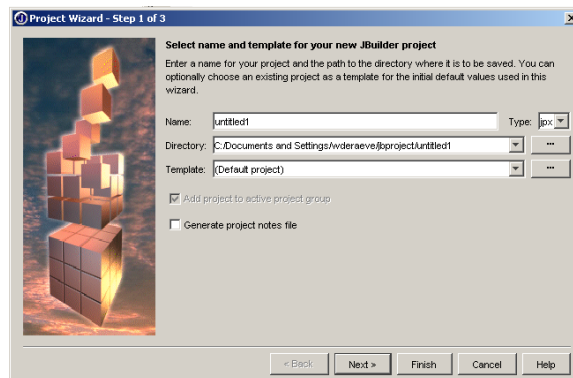 Project Wizard - Step 1 of 3
Select name and template for your new JBuilder project
Enter a name for your project and the path to the directory where it is to be saved. You can
optionally choose an existing project as a template for the initial default values used in this
wizard.
Name: untitled1 Type: jpx
Directory: C:/Documents and Settings/wderaeve/jbproject/untitled1 ...
Template: (Default project) ...
Add project to active project group
Generate project notes file
< Back Next > Finish Cancel Help